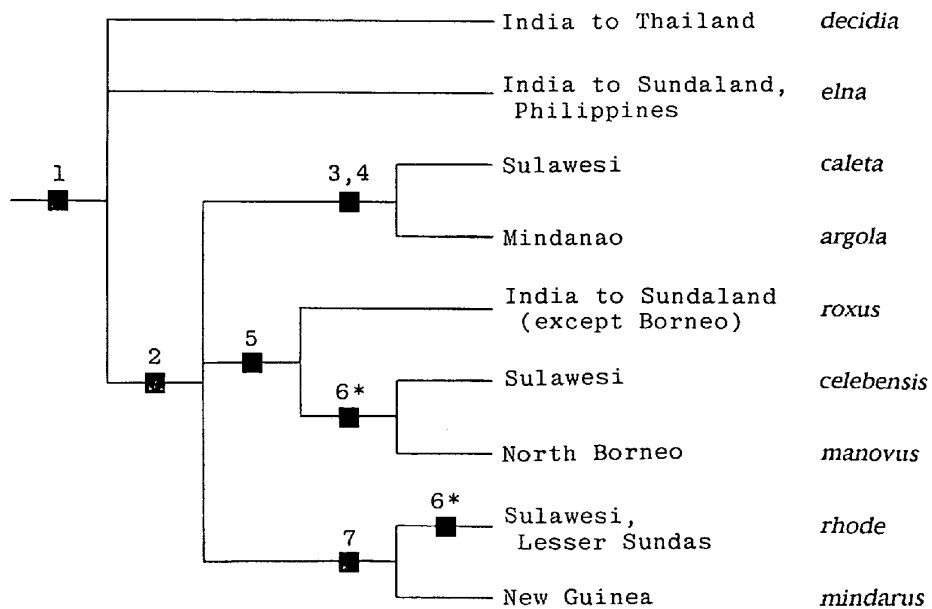 India to Thailand decidia
India to Sundaland, elna
Philippines
1
3,4
Sulawesi caleta
Mindanao argola
India to Sundaland roxus
(except Borneo)
5
2
Sulawesi celebensis
6*
North Borneo manovus
6*
Sulawesi, rhode
Lesser Sundas
7
New Guinea mindarus